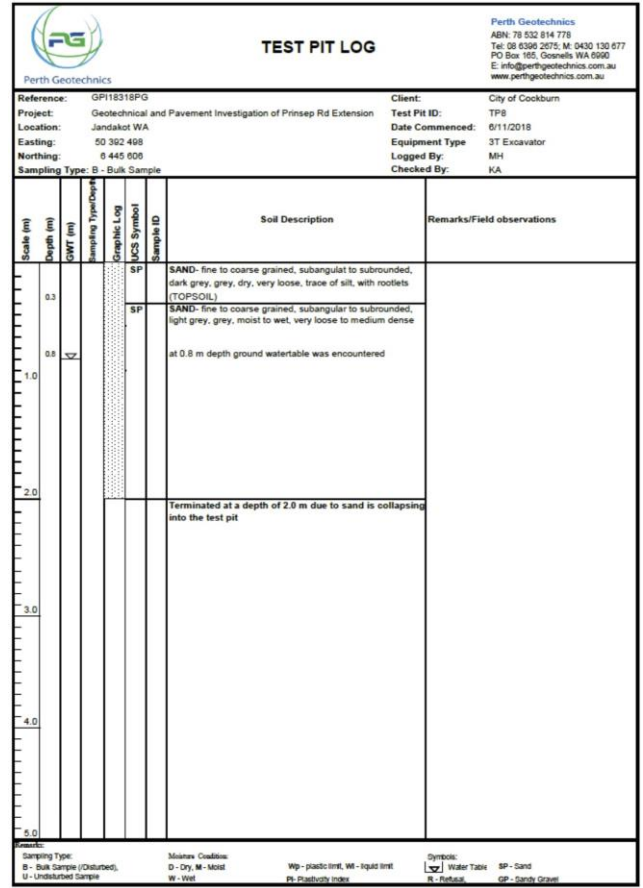 PG
Perth Geotechnics
TEST PIT LOG
Perth Geotechnics
ABN: 78 532 814 778
Tel: 08 6396 2675; M: 0430 130 677
PO Box 165, Gosnells WA 6990
E: info@perthgeotechnics.com.au
www.perthgeotechnics.com.au
Reference: GPI18318PG Client: City of Cockburn
Project: Geotechnical and Pavement Investigation of Prinsep Rd Extension Test Pit ID: TP8
Location: Jandakot WA Date Commenced: 6/11/2018
Easting: 50 392 498 Equipment Type 3T Excavator
Northing: 6 445 606 Logged By: MH
Sampling Type: B - Bulk Sample Checked By: KA
Scale (m) Depth (m) GWT (m) Sampling Type/Depth Graphic Log UCS Symbol Sample ID Soil Description Remarks/Field observations
SP SAND- fine to coarse grained, subangulat to subrounded,
dark grey, grey, dry, very loose, trace of silt, with rootlets
0.3 (TOPSOIL)
SP SAND- fine to coarse grained, subangular to subrounded,
light grey, grey, moist to wet, very loose to medium dense
0.8 at 0.8 m depth ground watertable was encountered
1.0
2.0
Terminated at a depth of 2.0 m due to sand is collapsing
into the test pit
3.0
4.0
5.0
Remarks:
Sampling Type: Moisture Condition: Symbols:
B - Bulk Sample (/Disturbed), D - Dry, M - Moist Wp - plastic limit, Wl - liquid limit Water Table SP - Sand
U - Undisturbed Sample W - Wet PI- Plastivcity Index R - Refusal, GP - Sandy Gravel